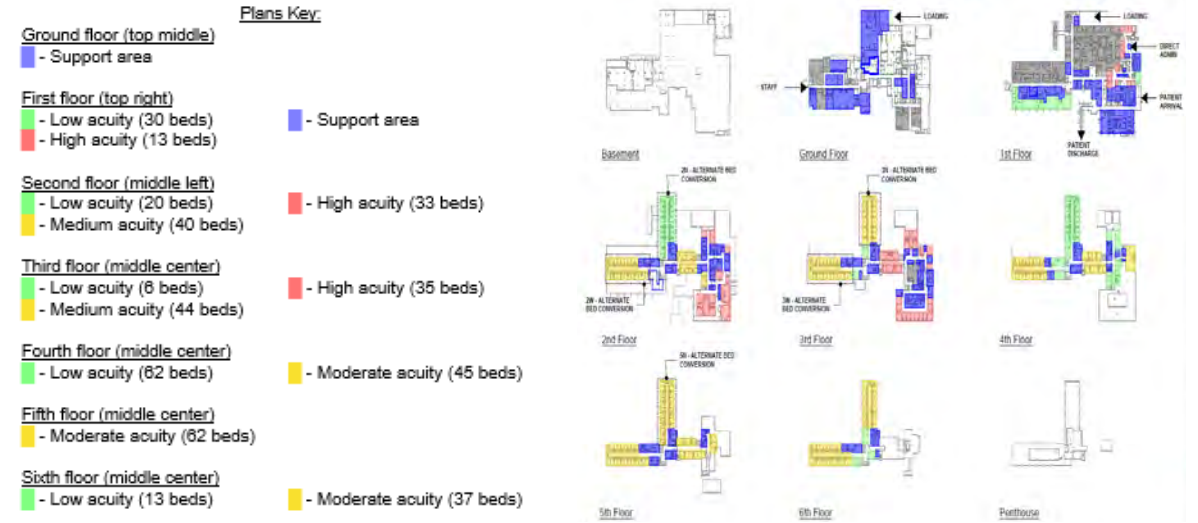 Plans Key:
Ground floor (top middle)
- Support area
First floor (top right)
- Low acuity (30 beds)
- Support area
- High acuity (13 beds)
Second floor (middle left)
- Low acuity (20 beds)
- High acuity (33 beds)
- Medium acuity (40 beds)
Third floor (middle center)
- Low acuity (6 beds)
- High acuity (35 beds)
- Medium acuity (44 beds)
Fourth floor (middle center)
- Low acuity (62 beds)
- Moderate acuity (45 beds)
Fifth floor (middle center)
- Moderate acuity (62 beds)
Sixth floor (middle center)
- Low acuity (13 beds)
- Moderate acuity (37 beds)
Basement
LOADING
STAFF
Ground Floor
LOADING
DIRECT
ADMIN
PATIENT
ARRIVAL
PATIENT
DISCHARGE
1st Floor
2N - ALTERNATE BED
CONVERSION
2W - ALTERNATE
BED CONVERSION
2nd Floor
3N - ALTERNATE BED
CONVERSION
3W - ALTERNATE
BED CONVERSION
3rd Floor
4th Floor
5N - ALTERNATE BED
CONVERSION
5th Floor
6th Floor
Penthouse